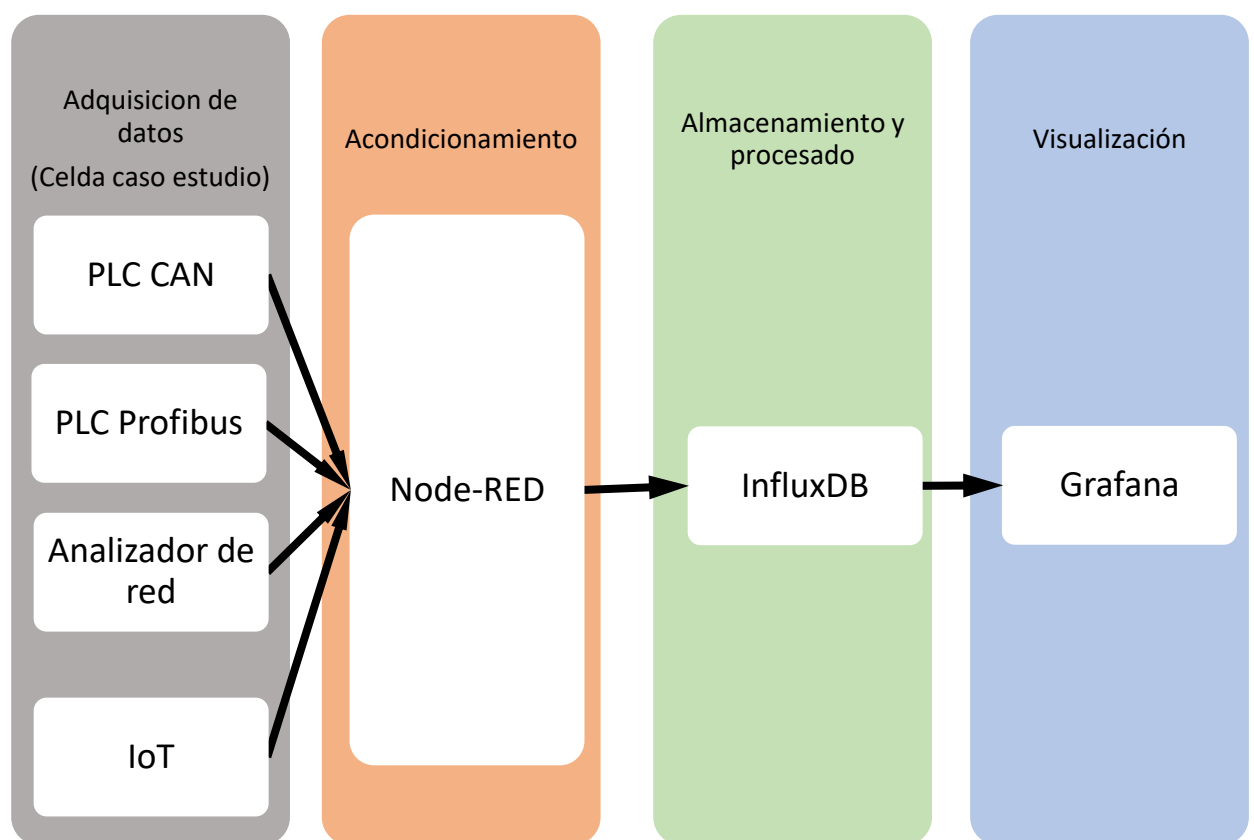 Adquisicion de
datos
(Celda caso estudio)
PLC CAN
PLC Profibus
Analizador de
red
IoT
Acondicionamiento
Node-RED
Almacenamiento y
procesado
InfluxDB
Visualización
Grafana